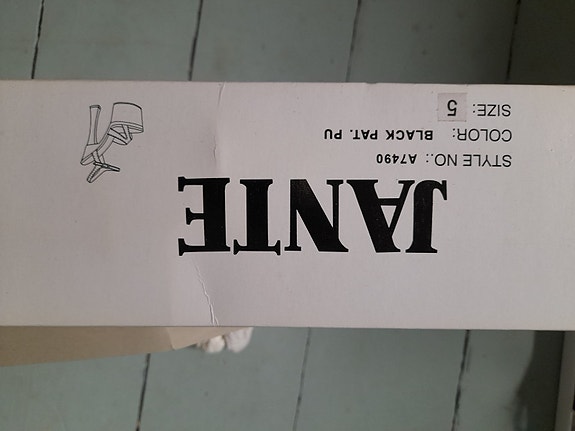 JANTE
STYLE NO.: A7490
COLOR: BLACK PAT. PU
SIZE: 5